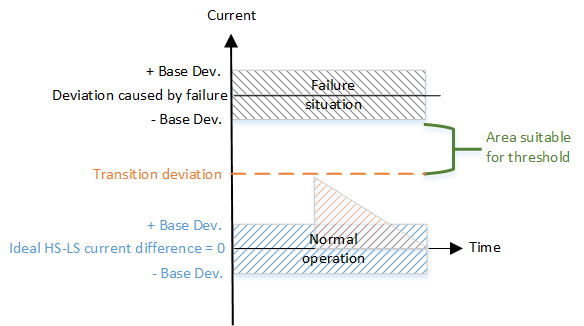 Current
+ Base Dev.
Deviation caused by failure
- Base Dev.
Failure
situation
Area suitable
for threshold
Transition deviation
+ Base Dev.
Ideal HS-LS current difference = 0
- Base Dev.
Normal
operation
Time